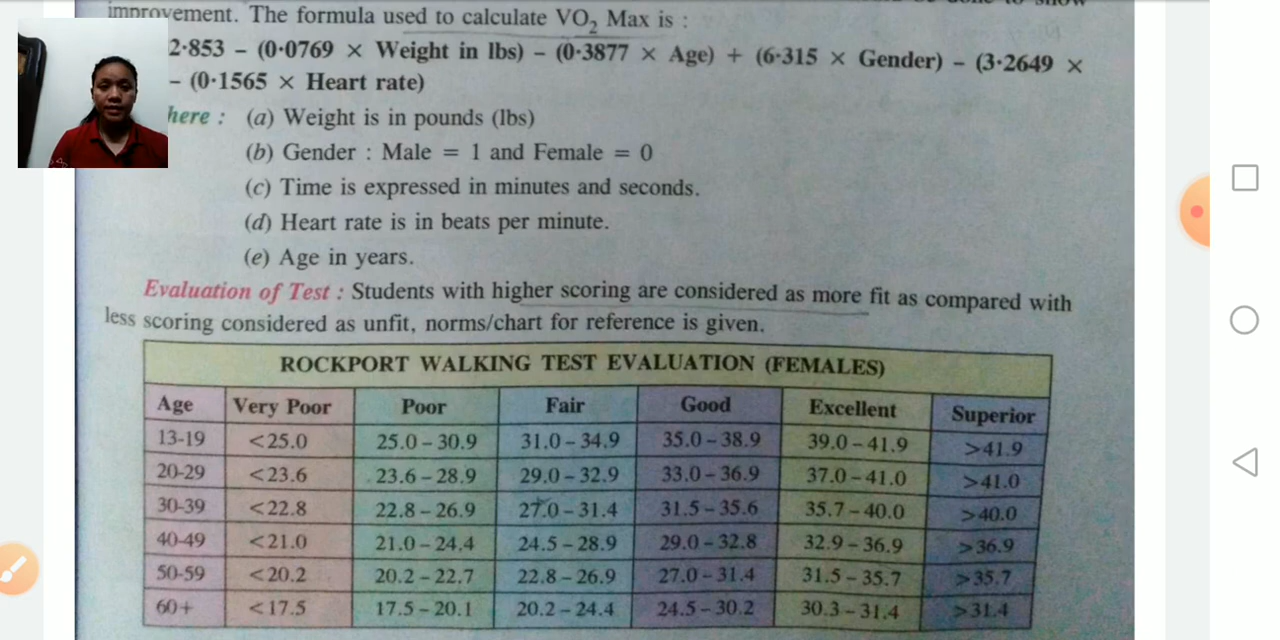 improvement. The formula used to calculate VO2 Max is :
2·853 – (0·0769 × Weight in lbs) – (0·3877 × Age) + (6·315 × Gender) – (3·2649 ×
– (0·1565 × Heart rate)
here : (a) Weight is in pounds (lbs)
(b) Gender : Male = 1 and Female = 0
(c) Time is expressed in minutes and seconds.
(d) Heart rate is in beats per minute.
(e) Age in years.
Evaluation of Test : Students with higher scoring are considered as more fit as compared with
less scoring considered as unfit, norms/chart for reference is given.
ROCKPORT WALKING TEST EVALUATION (FEMALES)
Age Very Poor Poor Fair Good Excellent Superior
13-19 <25.0 25.0 – 30.9 31.0 – 34.9 35.0 – 38.9 39.0 – 41.9 >41.9
20-29 <23.6 23.6 – 28.9 29.0 – 32.9 33.0 – 36.9 37.0 – 41.0 >41.0
30-39 <22.8 22.8 – 26.9 27.0 – 31.4 31.5 – 35.6 35.7 – 40.0 >40.0
40-49 <21.0 21.0 – 24.4 24.5 – 28.9 29.0 – 32.8 32.9 – 36.9 >36.9
50-59 <20.2 20.2 – 22.7 22.8 – 26.9 27.0 – 31.4 31.5 – 35.7 >35.7
60+ <17.5 17.5 – 20.1 20.2 – 24.4 24.5 – 30.2 30.3 – 31.4 >31.4